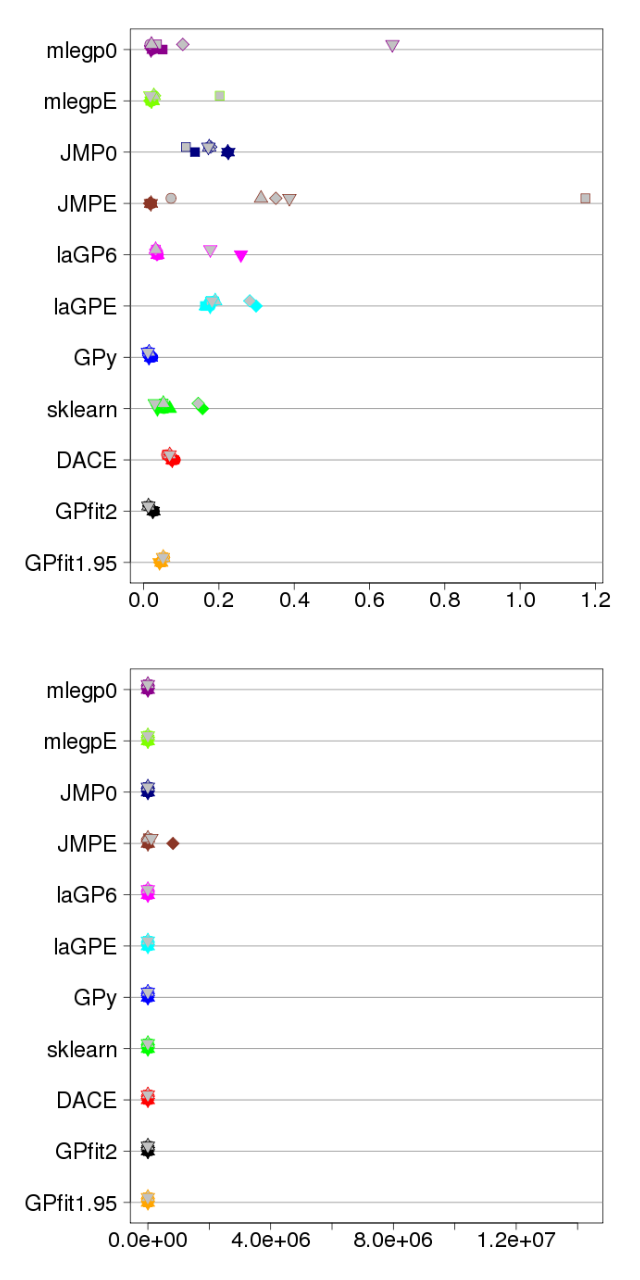 mlegp0
mlegpE
JMP0
JMPE
laGP6
laGPE
GPy
sklearn
DACE
GPfit2
GPfit1.95
0.0 0.2 0.4 0.6 0.8 1.0 1.2
mlegp0
mlegpE
JMP0
JMPE
laGP6
laGPE
GPy
sklearn
DACE
GPfit2
GPfit1.95
0.0e+00 4.0e+06 8.0e+06 1.2e+07